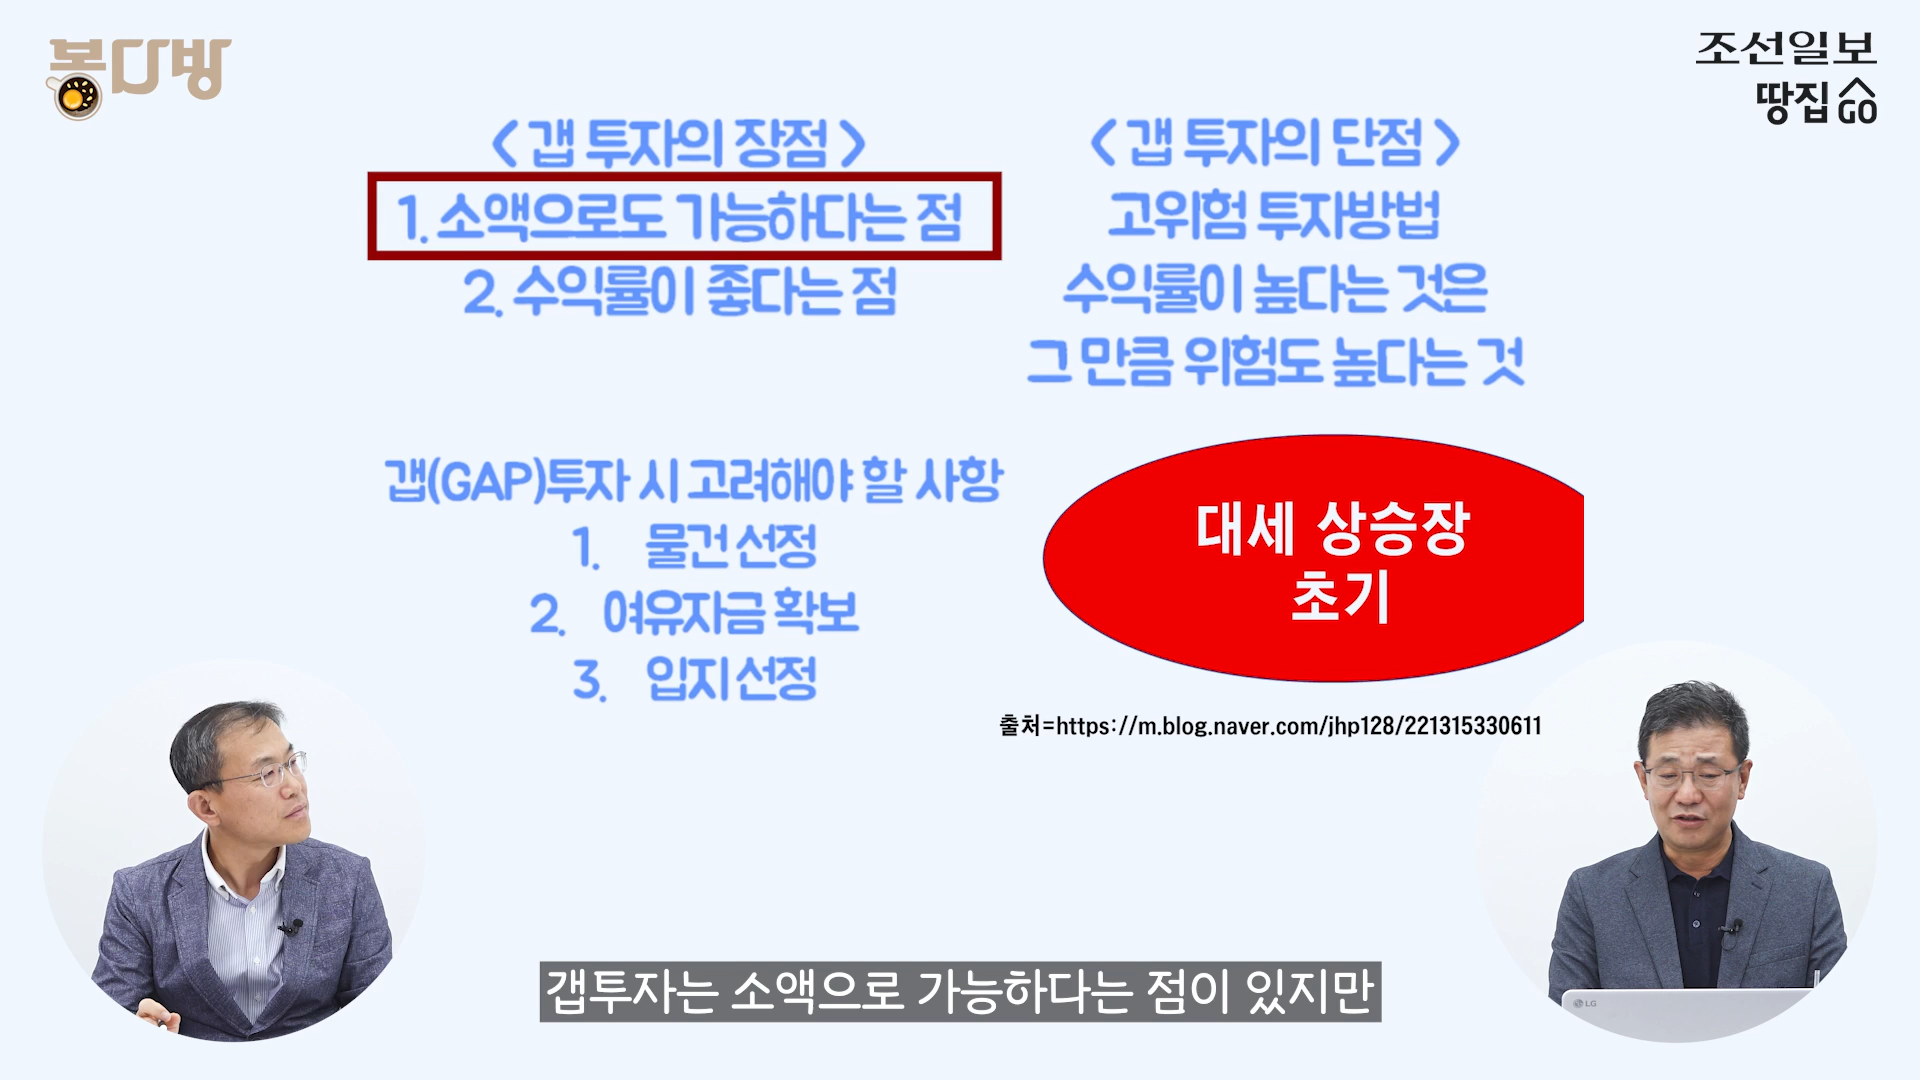 봉다방
조선일보
땅집GO
<갭 투자의 장점>
1. 소액으로도 가능하다는 점
2. 수익률이 좋다는 점
<갭 투자의 단점>
고위험 투자방법
수익률이 높다는 것은
그 만큼 위험도 높다는 것
갭(GAP)투자 시 고려해야 할 사항
1. 물건 선정
2. 여유자금 확보
3. 입지 선정
대세 상승장
초기
출처=https://m.blog.naver.com/jhp128/221315330611
LG
갭투자는 소액으로 가능하다는 점이 있지만